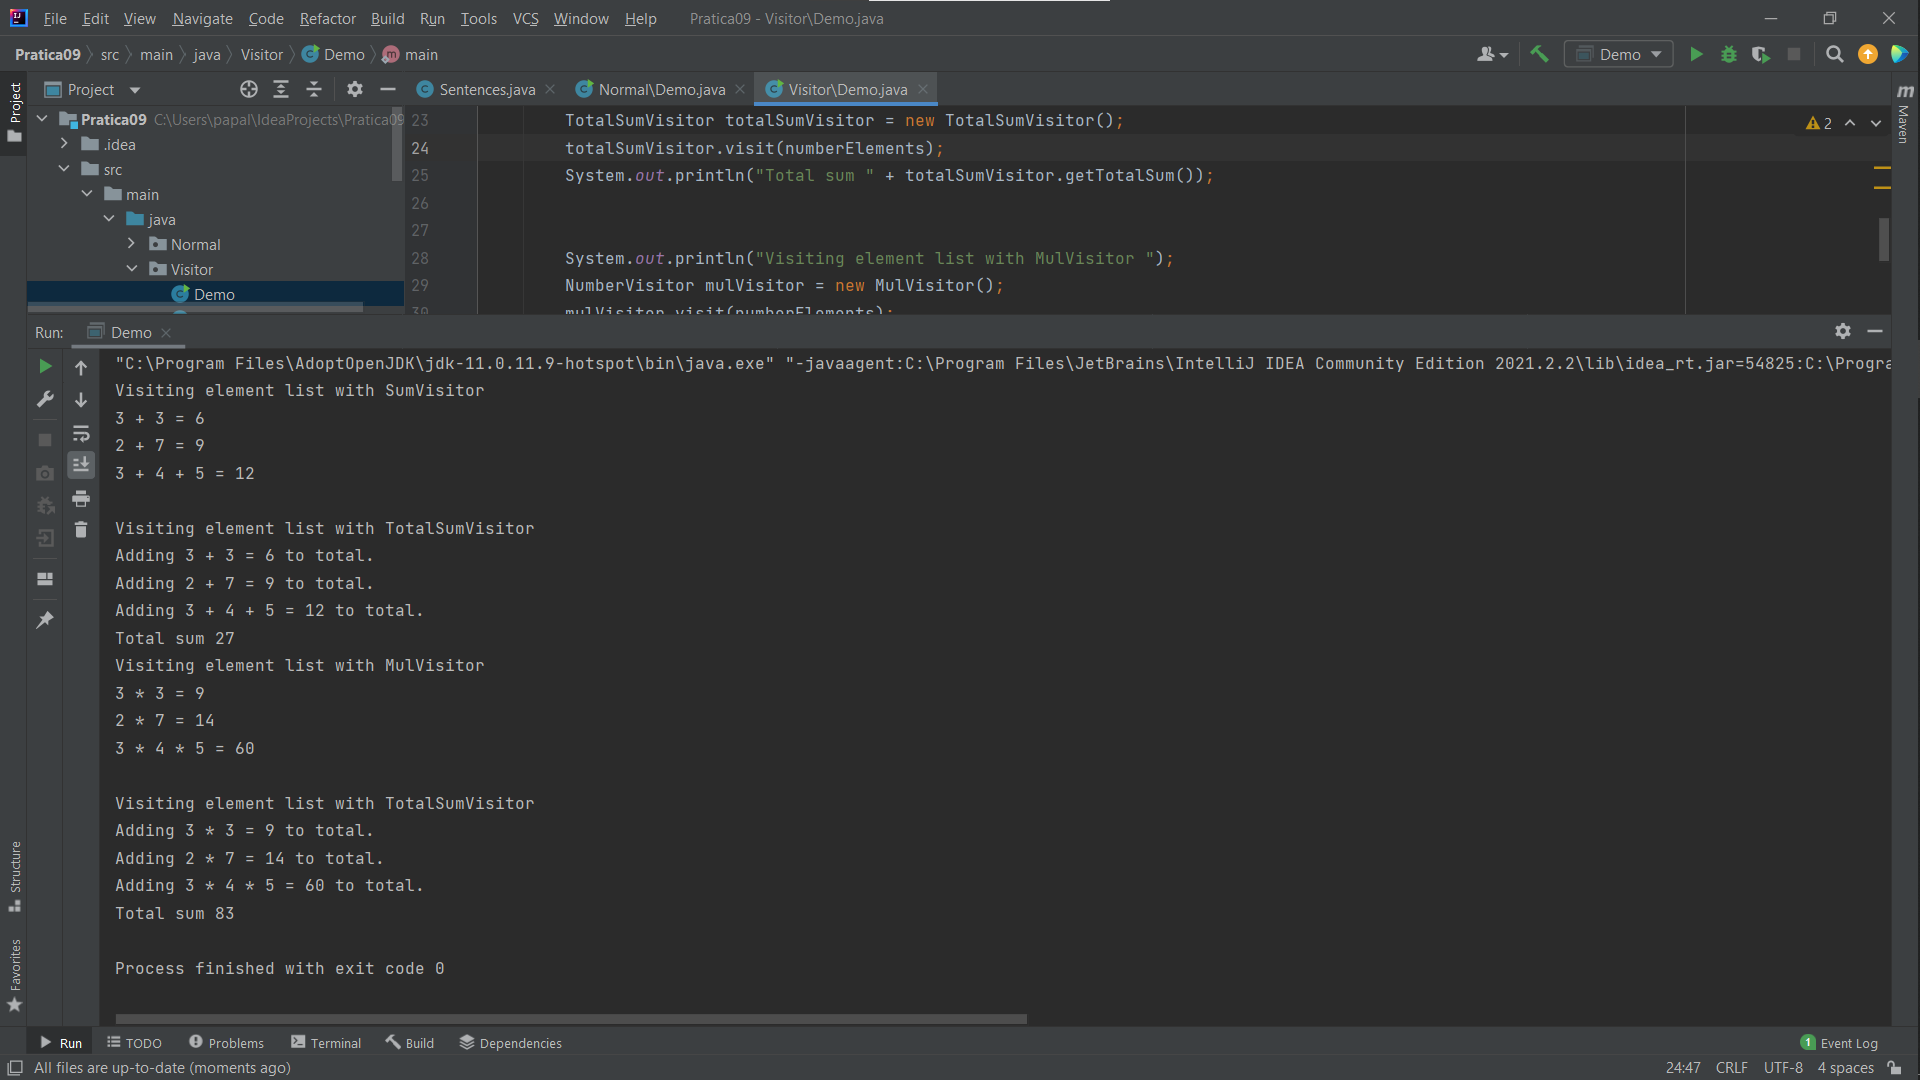 File Edit View Navigate Code Refactor Build Run Tools VCS Window Help Pratica09 - Visitor\Demo.java
Pratica09 src main java Visitor Demo m main Demo
Project Project Sentences.java Normal\Demo.java Visitor\Demo.java m Maven
Pratica09 C:\Users\papal\IdeaProjects\Pratica09
.idea
src
main
java
Normal
Visitor
Demo
23 TotalSumVisitor totalSumVisitor = new TotalSumVisitor(); 2
24 totalSumVisitor.visit(numberElements);
25 System.out.println("Total sum " + totalSumVisitor.getTotalSum());
26
27
28 System.out.println("Visiting element list with MulVisitor ");
29 NumberVisitor mulVisitor = new MulVisitor();
30 mulVisitor.visit(numberElements);
Run: Demo
"C:\Program Files\AdoptOpenJDK\jdk-11.0.11.9-hotspot\bin\java.exe" "-javaagent:C:\Program Files\JetBrains\IntelliJ IDEA Community Edition 2021.2.2\lib\idea_rt.jar=54825:C:\Progra
Visiting element list with SumVisitor
3 + 3 = 6
2 + 7 = 9
3 + 4 + 5 = 12
Visiting element list with TotalSumVisitor
Adding 3 + 3 = 6 to total.
Adding 2 + 7 = 9 to total.
Adding 3 + 4 + 5 = 12 to total.
Total sum 27
Visiting element list with MulVisitor
3 * 3 = 9
2 * 7 = 14
3 * 4 * 5 = 60
Visiting element list with TotalSumVisitor
Adding 3 * 3 = 9 to total.
Adding 2 * 7 = 14 to total.
Adding 3 * 4 * 5 = 60 to total.
Total sum 83
Process finished with exit code 0
Structure
Favorites
Run TODO Problems Terminal Build Dependencies 1 Event Log
All files are up-to-date (moments ago) 24:47 CRLF UTF-8 4 spaces